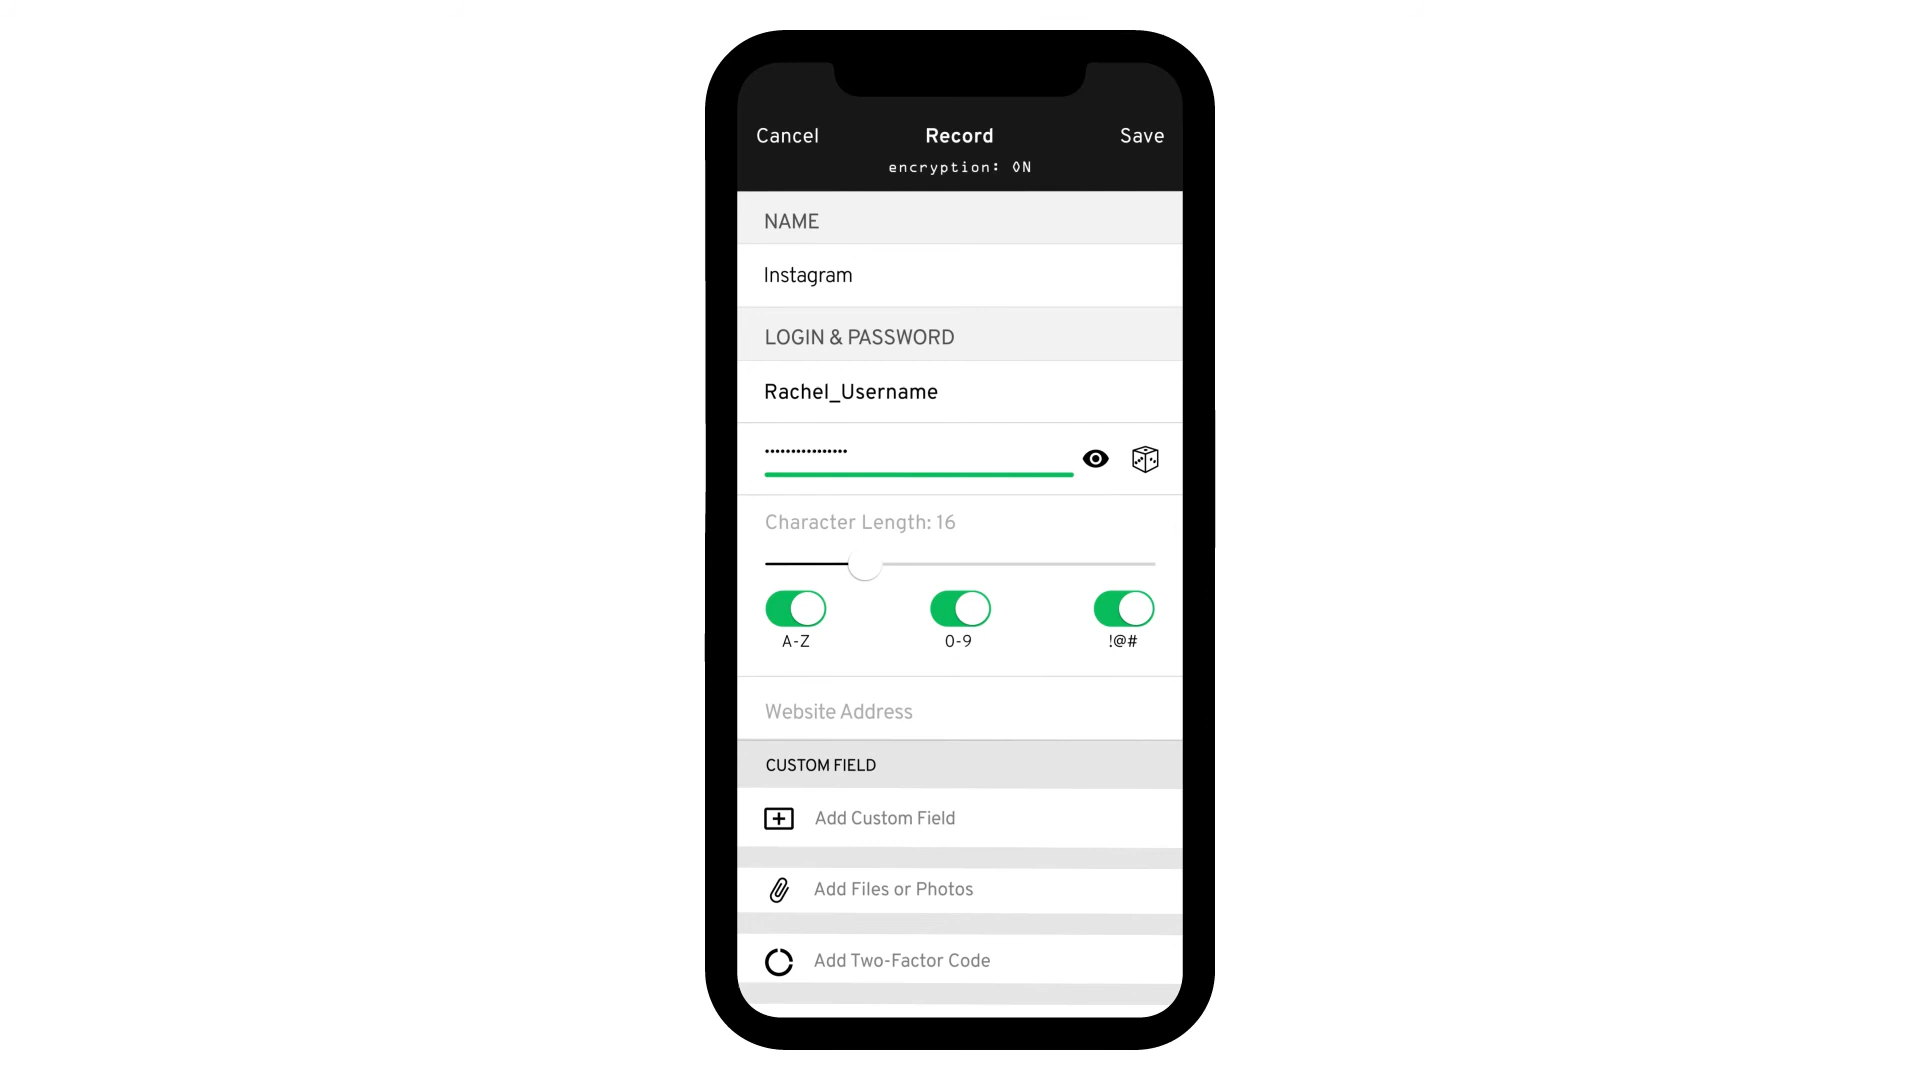 Cancel Record Save
encryption: ON
NAME
Instagram
LOGIN & PASSWORD
Rachel_Username
••••••••••••••••
Character Length: 16
A-Z 0-9 !@#
Website Address
CUSTOM FIELD
Add Custom Field
Add Files or Photos
Add Two-Factor Code